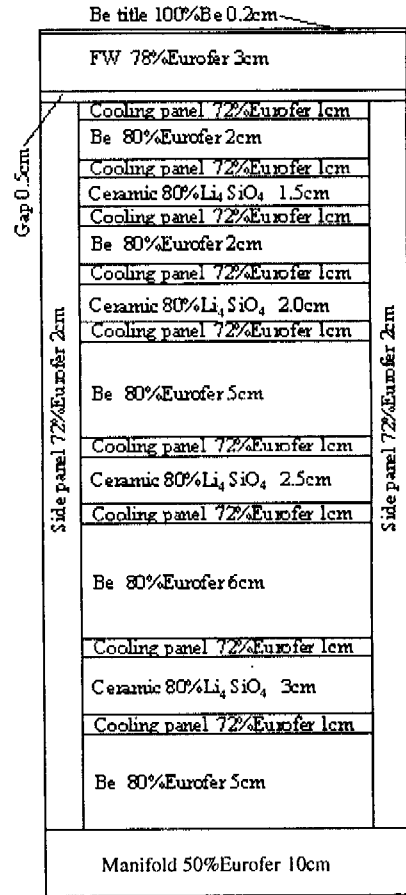 Be title 100%Be 0.2cm
FW 78%Eurofer 3cm
Gap 0.5cm
Cooling panel 72%Eurofer 1cm
Be 80%Eurofer 2cm
Cooling panel 72%Eurofer 1cm
Ceramic 80%Li₄SiO₄ 1.5cm
Cooling panel 72%Eurofer 1cm
Be 80%Eurofer 2cm
Cooling panel 72%Eurofer 1cm
Ceramic 80%Li₄SiO₄ 2.0cm
Cooling panel 72%Eurofer 1cm
Side panel 72%Eurofer 2cm
Be 80%Eurofer 5cm
Side panel 72%Eurofer 2cm
Cooling panel 72%Eurofer 1cm
Ceramic 80%Li₄SiO₄ 2.5cm
Cooling panel 72%Eurofer 1cm
Be 80%Eurofer 6cm
Cooling panel 72%Eurofer 1cm
Ceramic 80%Li₄SiO₄ 3cm
Cooling panel 72%Eurofer 1cm
Be 80%Eurofer 5cm
Manifold 50%Eurofer 10cm